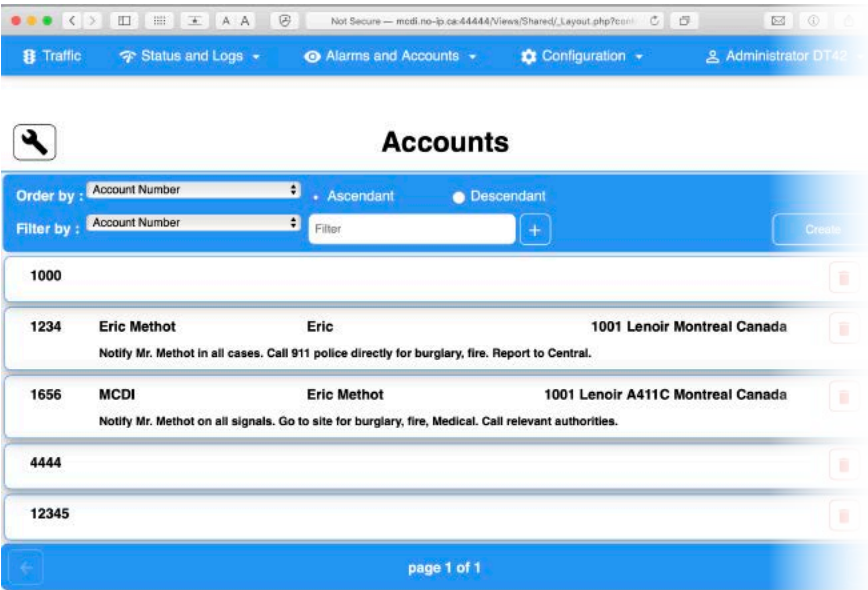 Not Secure — mcdi.no-ip.ca:44444/Views/Shared/_Layout.php?cont
Traffic Status and Logs Alarms and Accounts Configuration Administrator DT42
Accounts
Order by : Account Number Ascendant Descendant
Filter by : Account Number Filter + Create
1000
1234 Eric Methot Eric 1001 Lenoir Montreal Canada
Notify Mr. Methot in all cases. Call 911 police directly for burglary, fire. Report to Central.
1656 MCDI Eric Methot 1001 Lenoir A411C Montreal Canada
Notify Mr. Methot on all signals. Go to site for burglary, fire, Medical. Call relevant authorities.
4444
12345
page 1 of 1